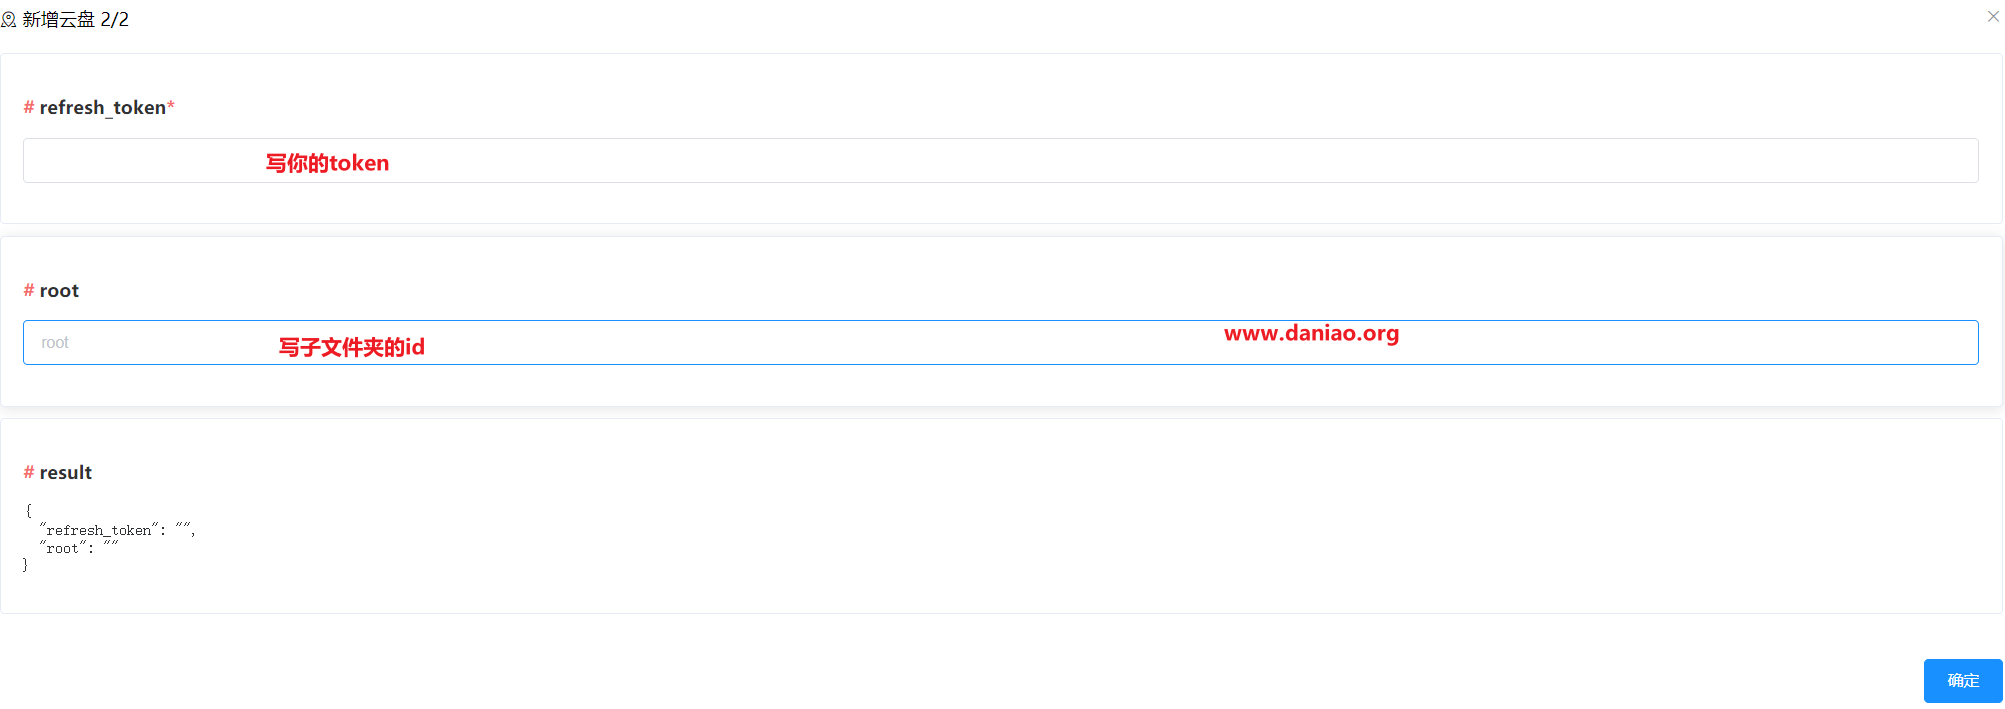 新增云盘 2/2
# refresh_token*
写你的token
# root
root
写子文件夹的id
www.daniao.org
# result
{
"refresh_token": "",
"root": ""
}
确定